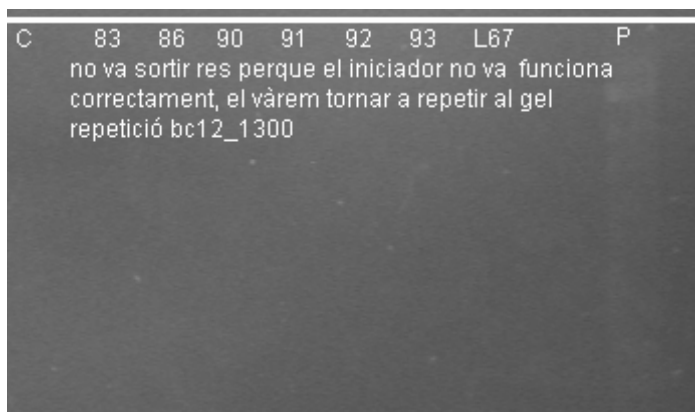 C 83 86 90 91 92 93 L67 P
no va sortir res perque el iniciador no va funciona
correctament, el vàrem tornar a repetir al gel
repetició bc12_1300